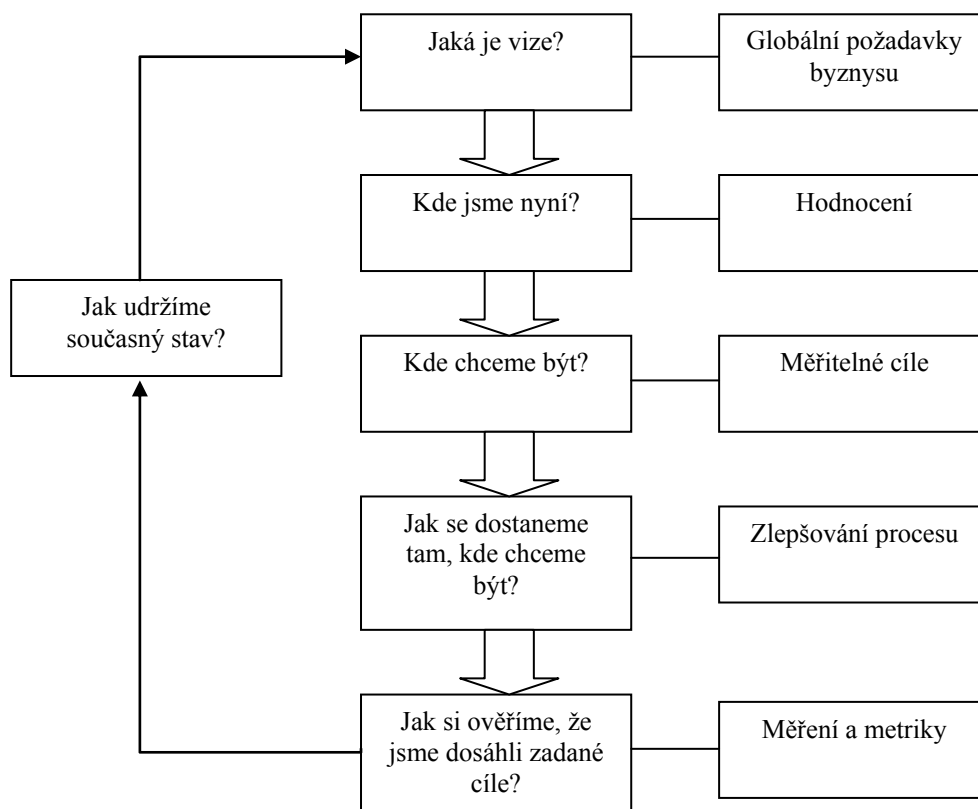 Jaká je vize?
Globální požadavky
byznysu
Kde jsme nyní?
Hodnocení
Jak udržíme
současný stav?
Kde chceme být?
Měřitelné cíle
Jak se dostaneme
tam, kde chceme
být?
Zlepšování procesu
Jak si ověříme, že
jsme dosáhli zadané
cíle?
Měření a metriky